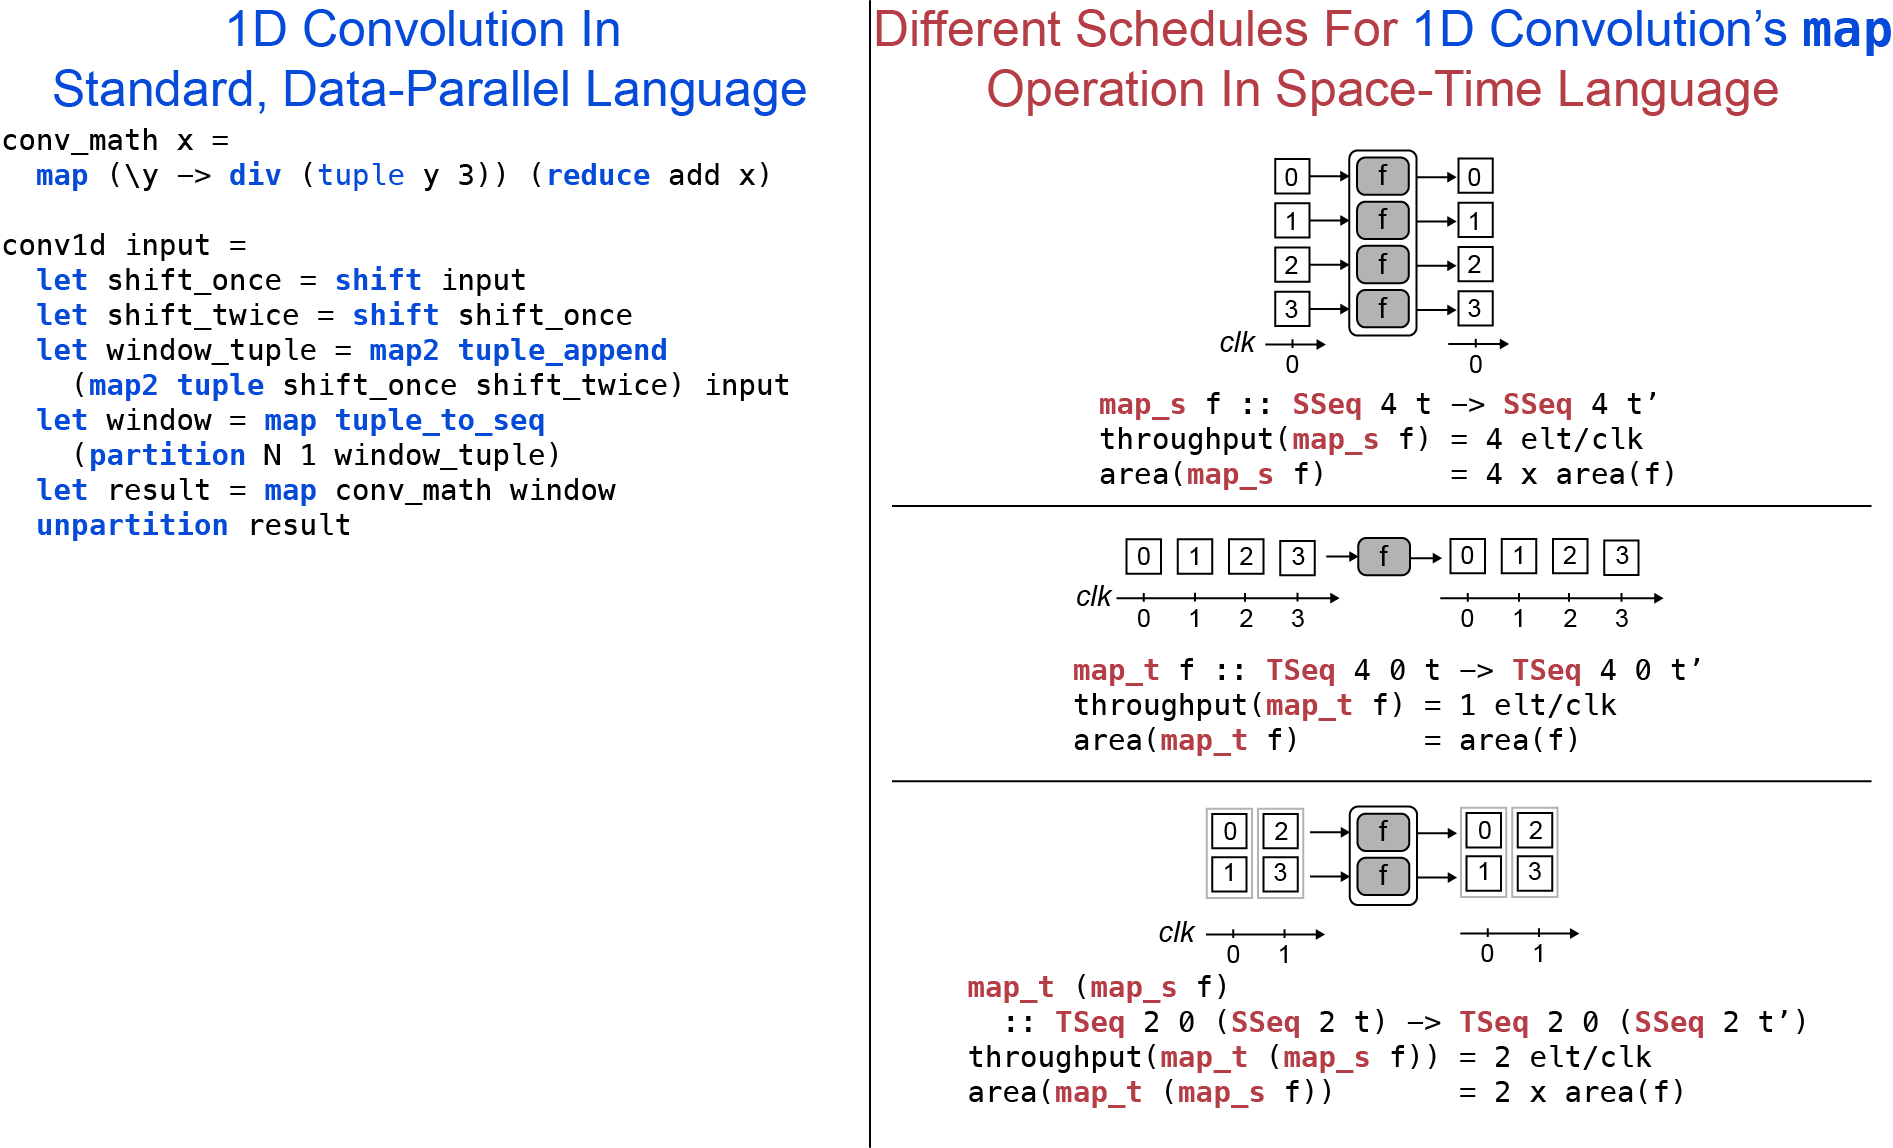 1D Convolution In
Standard, Data-Parallel Language
conv_math x =
  map (\y -> div (tuple y 3)) (reduce add x)
conv1d input =
  let shift_once = shift input
  let shift_twice = shift shift_once
  let window_tuple = map2 tuple_append
    (map2 tuple shift_once shift_twice) input
  let window = map tuple_to_seq
    (partition N 1 window_tuple)
  let result = map conv_math window
  unpartition result
Different Schedules For 1D Convolution’s map
Operation In Space-Time Language
0 f 0
1 f 1
2 f 2
3 f 3
clk
0 0
map_s f :: SSeq 4 t -> SSeq 4 t’
throughput(map_s f) = 4 elt/clk
area(map_s f) = 4 x area(f)
0 1 2 3 f 0 1 2 3
clk
0 1 2 3 0 1 2 3
map_t f :: TSeq 4 0 t -> TSeq 4 0 t’
throughput(map_t f) = 1 elt/clk
area(map_t f) = area(f)
0 2 f 0 2
1 3 f 1 3
clk
0 1 0 1
map_t (map_s f)
  :: TSeq 2 0 (SSeq 2 t) -> TSeq 2 0 (SSeq 2 t’)
throughput(map_t (map_s f)) = 2 elt/clk
area(map_t (map_s f)) = 2 x area(f)